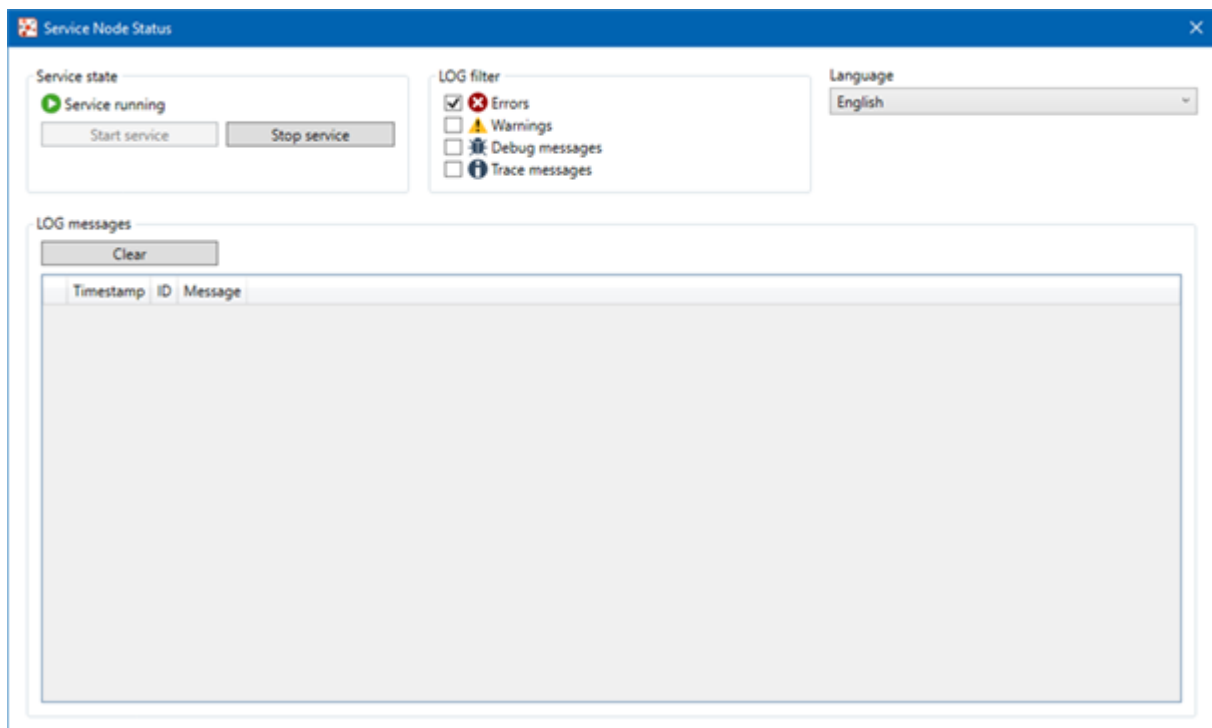 Service Node Status
Service state
Service running
Start service
Stop service
LOG filter
Errors
Warnings
Debug messages
Trace messages
Language
English
LOG messages
Clear
Timestamp ID Message